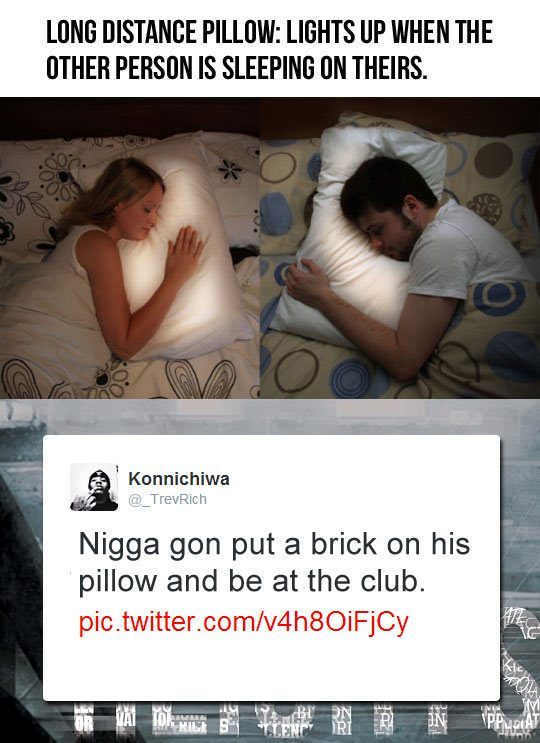 LONG DISTANCE PILLOW: LIGHTS UP WHEN THE
OTHER PERSON IS SLEEPING ON THEIRS.
Konnichiwa
@_TrevRich
Nigga gon put a brick on his
pillow and be at the club.
pic.twitter.com/v4h8OiFjCy